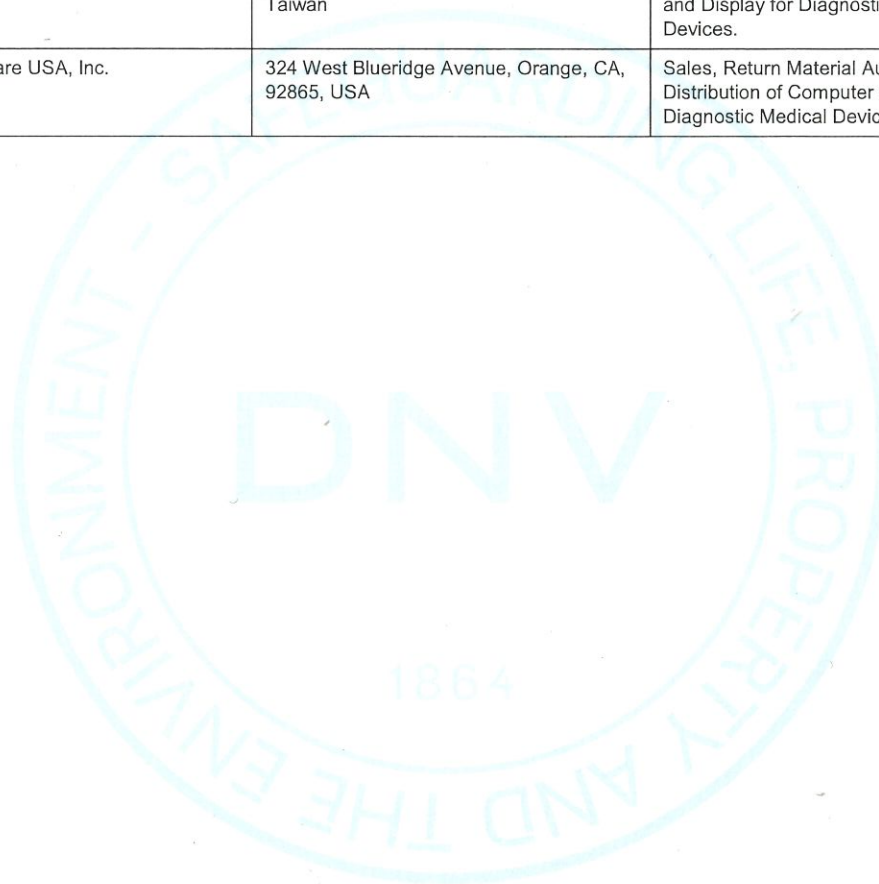 Taiwan
and Display for Diagnosti
Devices.
are USA, Inc.
324 West Blueridge Avenue, Orange, CA,
92865, USA
Sales, Return Material Au
Distribution of Computer
Diagnostic Medical Devic
SAFEGUARDING LIFE, PROPERTY AND THE ENVIRONMENT -
DNV
1864